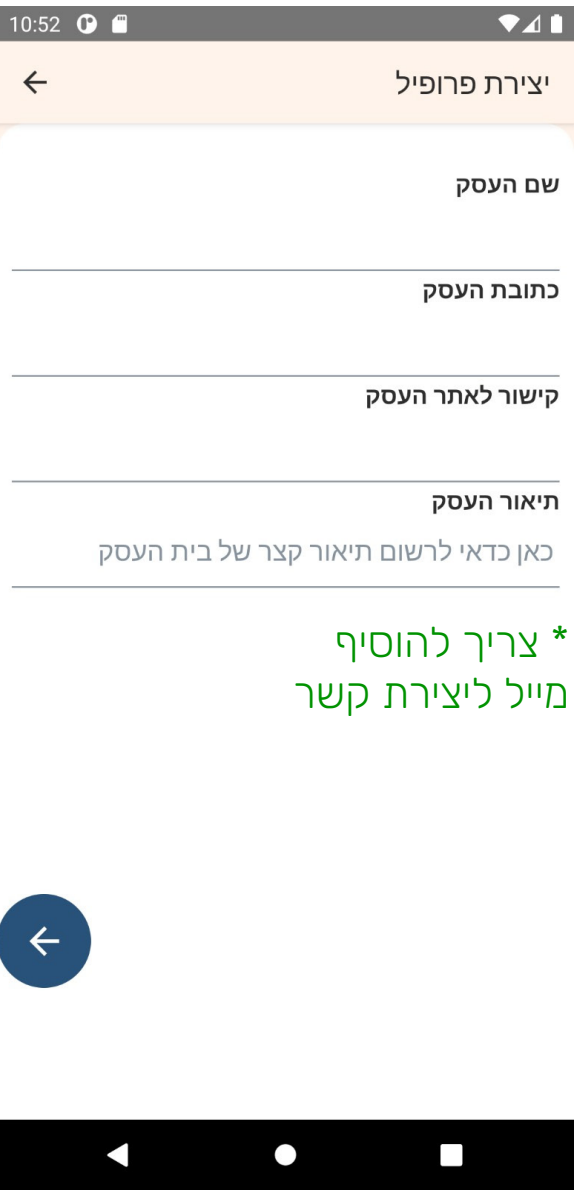 10:52
יצירת פרופיל
שם העסק
כתובת העסק
קישור לאתר העסק
תיאור העסק
כאן כדאי לרשום תיאור קצר של בית העסק
* צריך להוסיף
מייל ליצירת קשר